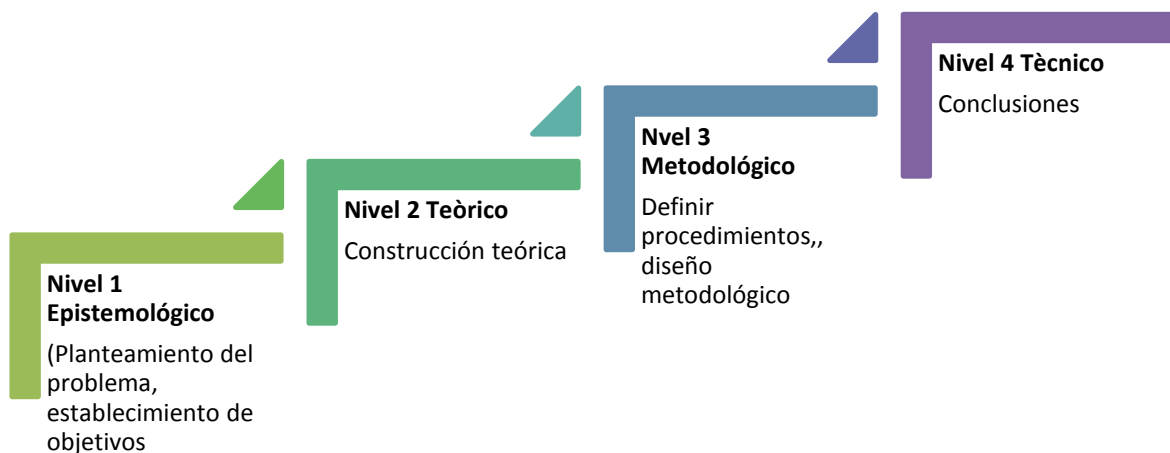 Nivel 1
Epistemológico
(Planteamiento del
problema,
establecimiento de
objetivos
Nivel 2 Teòrico
Construcción teórica
Nvel 3
Metodológico
Definir
procedimientos,,
diseño
metodológico
Nivel 4 Tècnico
Conclusiones